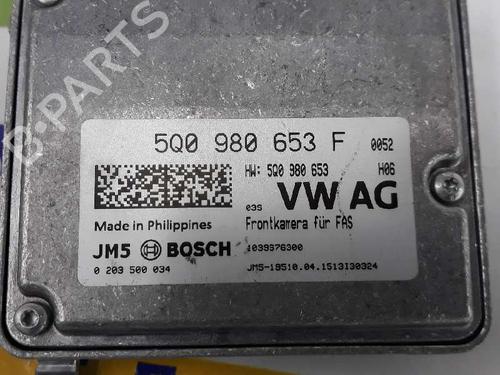 B-PARTS
5Q0 980 653 F 0052
HW: 5Q0 980 653 H06
03S VW AG
Made in Philippines Frontkamera für FAS
JM5 BOSCH 1039976300
0 203 500 034 JM5-19510.04.1513130324